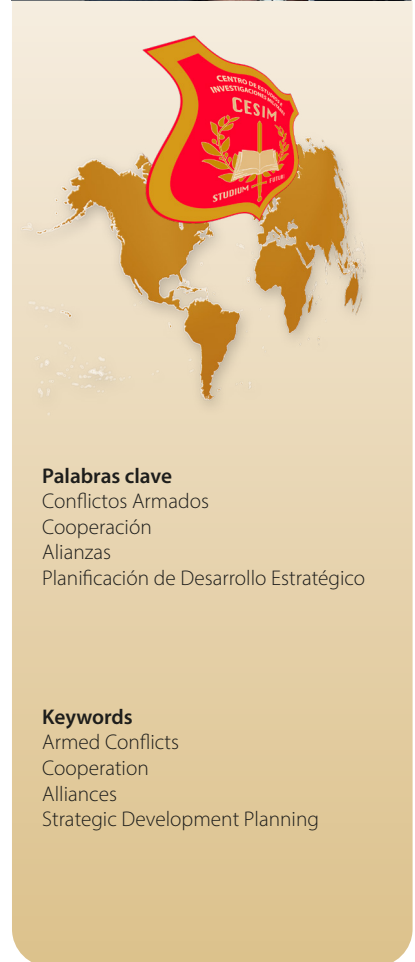 CENTRO DE ESTUDIOS E
INVESTIGACIONES MILITARES
CESIM
STUDIUM FUTURI
Palabras clave
Conflictos Armados
Cooperación
Alianzas
Planificación de Desarrollo Estratégico
Keywords
Armed Conflicts
Cooperation
Alliances
Strategic Development Planning